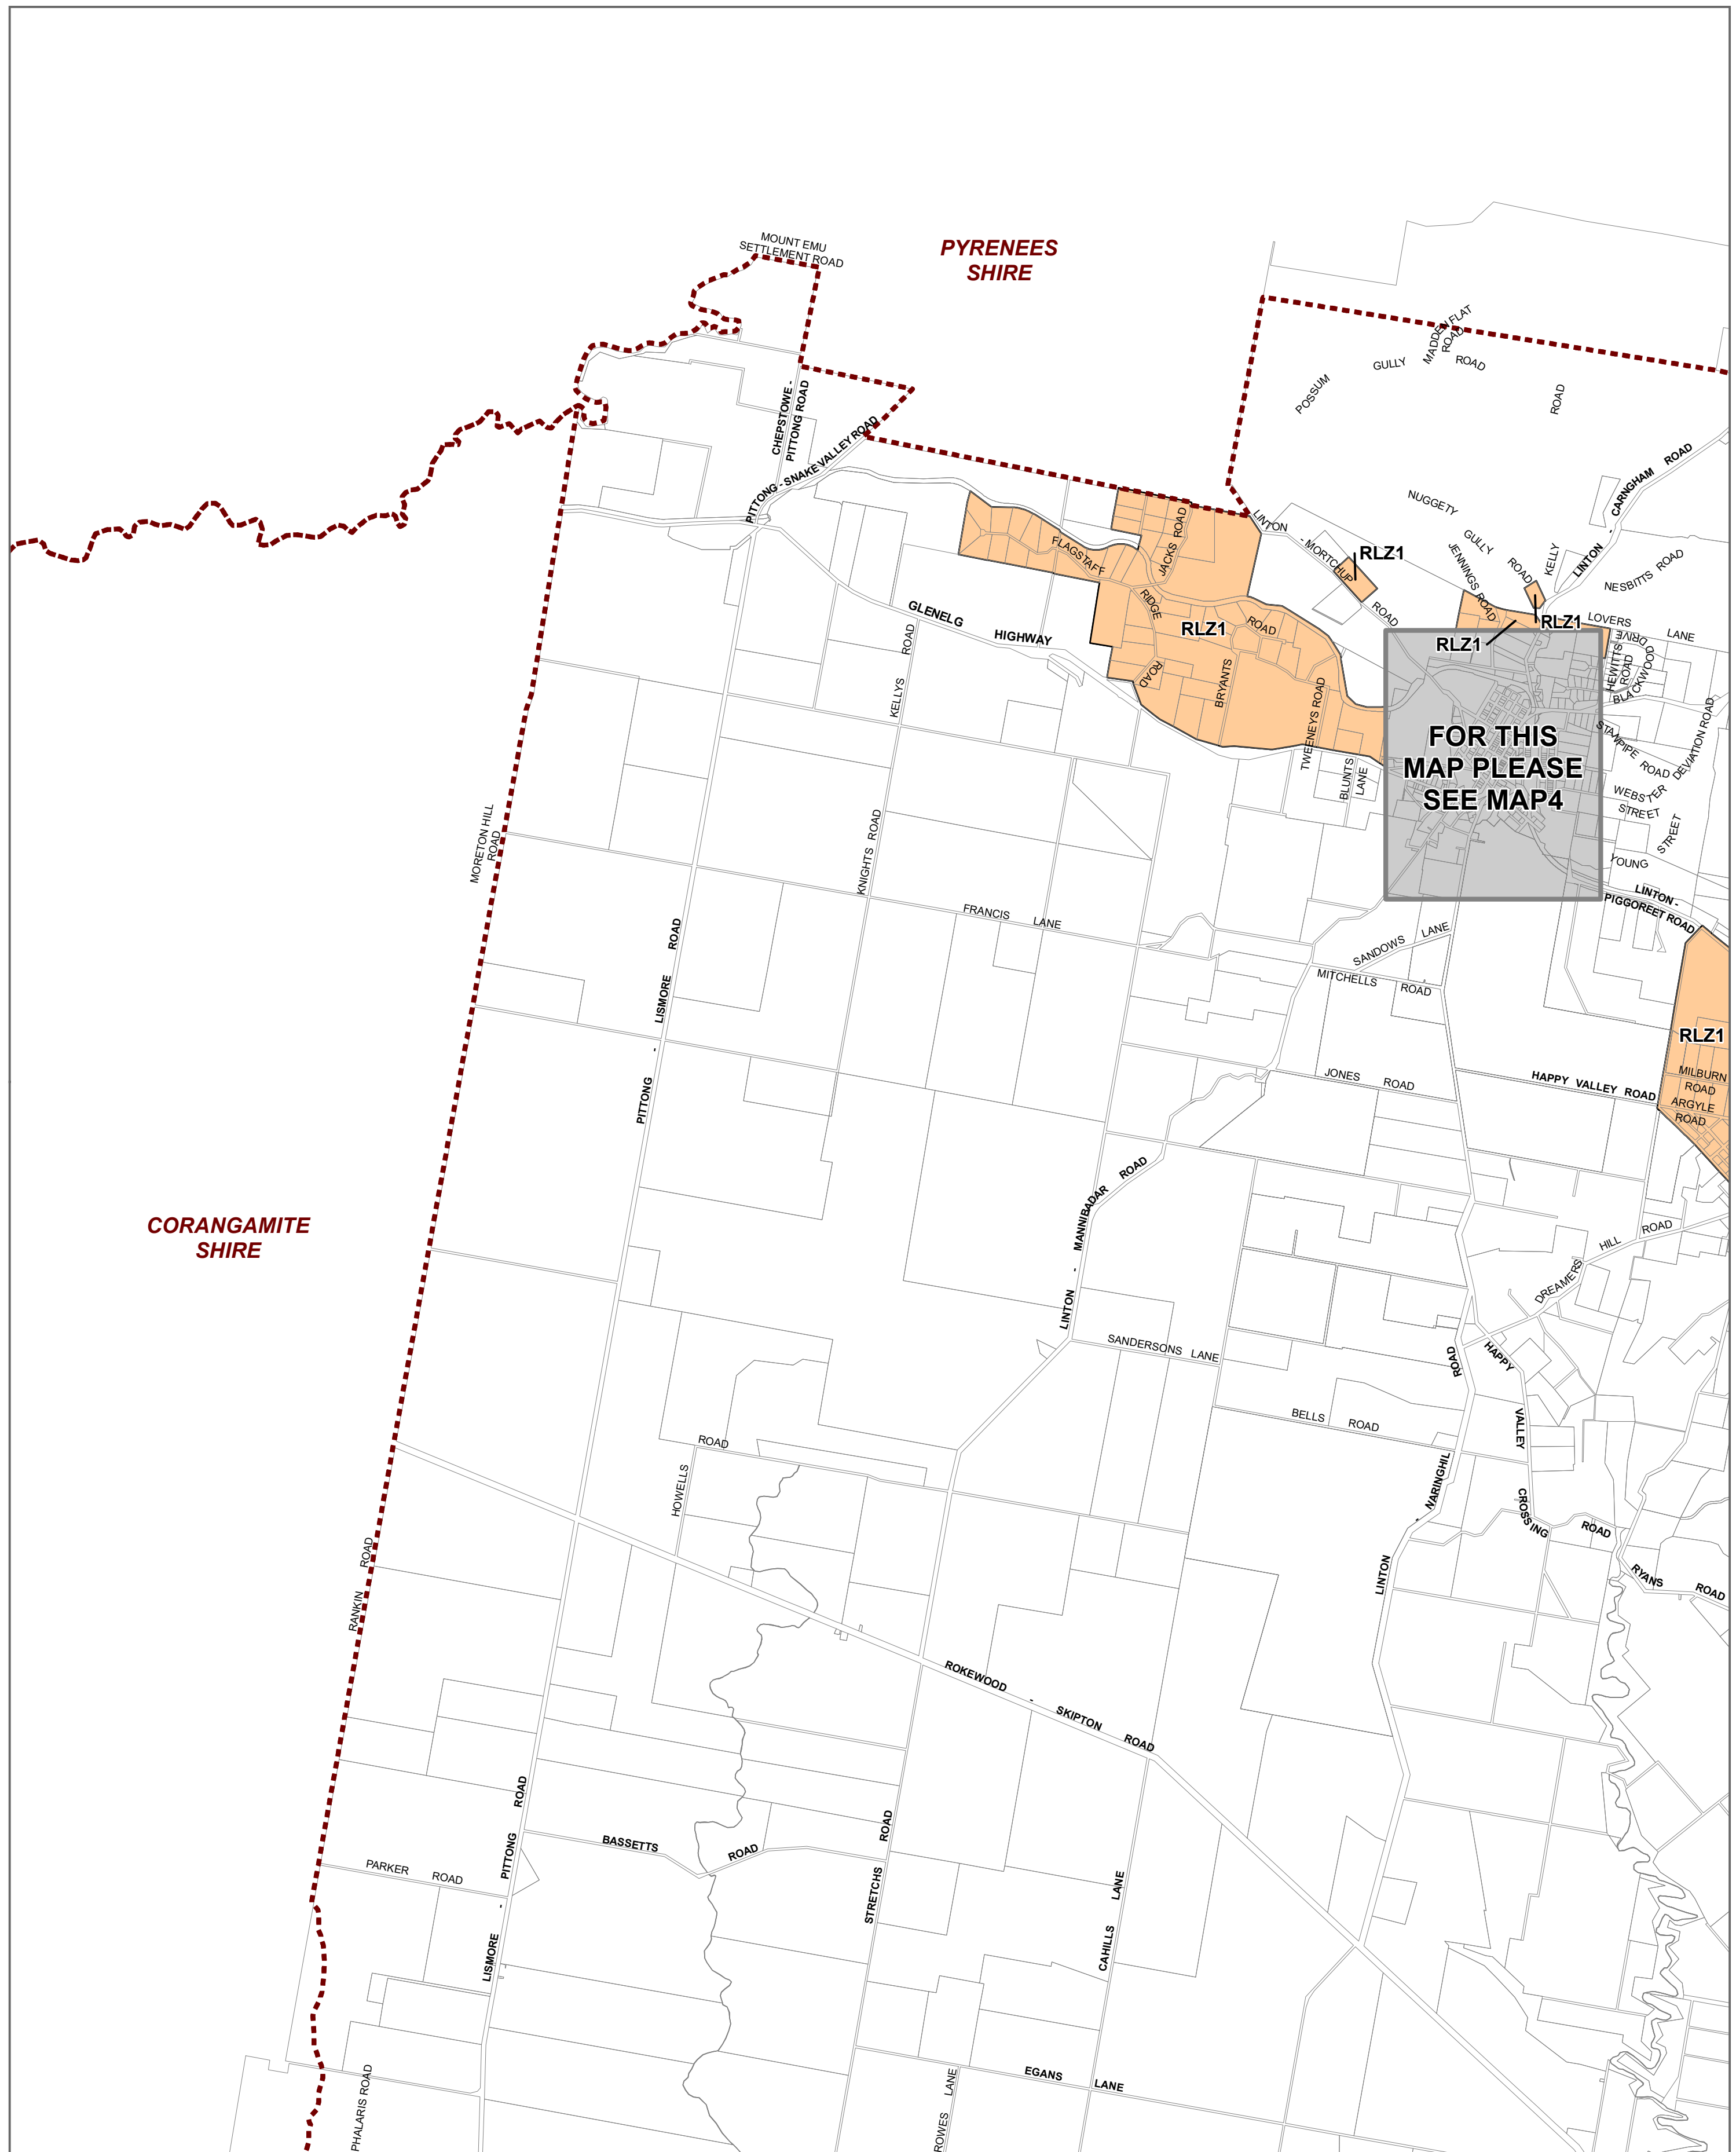 MOUNT EMU
SETTLEMENT ROAD
PYRENEES
SHIRE
MADDEN FLAT
ROAD
POSSUM
GULLY
ROAD
ROAD
CHEPSTOWE -
PITTONG ROAD
PITTONG - SNAKE VALLEY ROAD
LINTON - CARNGHAM ROAD
NUGGETY
GULLY
ROAD
KELLY
JENNINGS ROAD
NESBITTS ROAD
LINTON
- MORTCHUP
ROAD
RLZ1
RLZ1
RLZ1
LOVERS
LANE
DRIVE
HEWITTS
ROAD
BLACKWOOD
FLAGSTAFF
JACKS ROAD
RIDGE
ROAD
RLZ1
ROAD
BRYANTS
TWEENEYS ROAD
BLUNTS
LANE
GLENELG
HIGHWAY
KELLYS ROAD
FOR THIS
MAP PLEASE
SEE MAP4
STANPIPE
ROAD
DEVIATION ROAD
WEBSTER
STREET
STREET
YOUNG
LINTON -
PIGGOREET ROAD
MORETON HILL
ROAD
KNIGHTS ROAD
FRANCIS LANE
SANDOWS LANE
MITCHELLS ROAD
PITTONG - LISMORE ROAD
RLZ1
MILBURN
ROAD
ARGYLE
ROAD
JONES ROAD
HAPPY VALLEY ROAD
LINTON - MANNIBADAR ROAD
CORANGAMITE
SHIRE
DREAMERS HILL ROAD
SANDERSONS LANE
ROAD
HAPPY
VALLEY
CROSSING
ROAD
BELLS ROAD
ROAD
HOWELLS
NARINGHIL
-
LINTON
RYANS
ROAD
RANKIN ROAD
ROKEWOOD - SKIPTON ROAD
BASSETTS
ROAD
PARKER ROAD
LISMORE - PITTONG ROAD
STRETCHS ROAD
CAHILLS LANE
EGANS LANE
PHALARIS ROAD
ROWES LANE